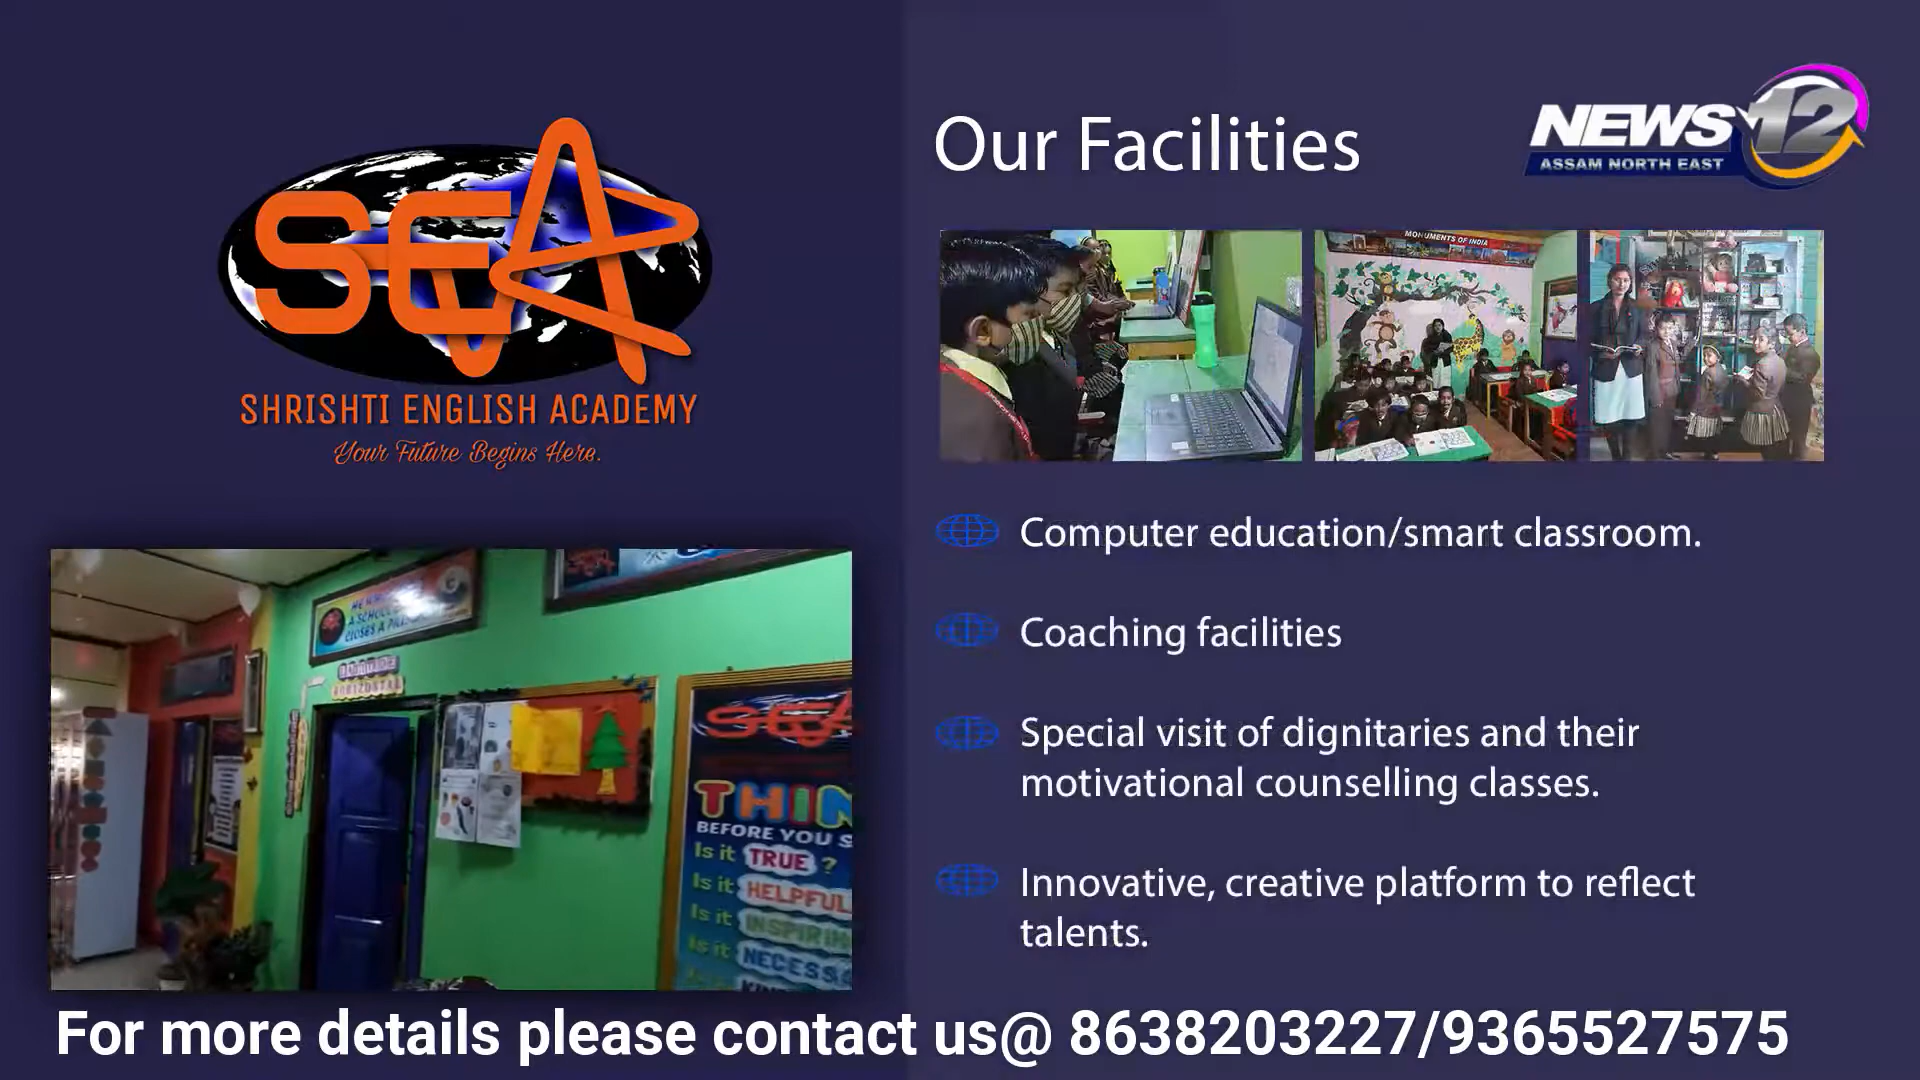 SEA
SHRISHTI ENGLISH ACADEMY
Your Future Begins Here.
Our Facilities
NEWS 12
ASSAM NORTH EAST
MONUMENTS OF INDIA
Computer education/smart classroom.
Coaching facilities
Special visit of dignitaries and their
motivational counselling classes.
Innovative, creative platform to reflect
talents.
A SCHOOL
CLOSES A
SEA
THIN
BEFORE YOU S
Is it TRUE ?
Is it HELPFUL
Is it INSPIRIN
Is it NECESS
For more details please contact us@ 8638203227/9365527575